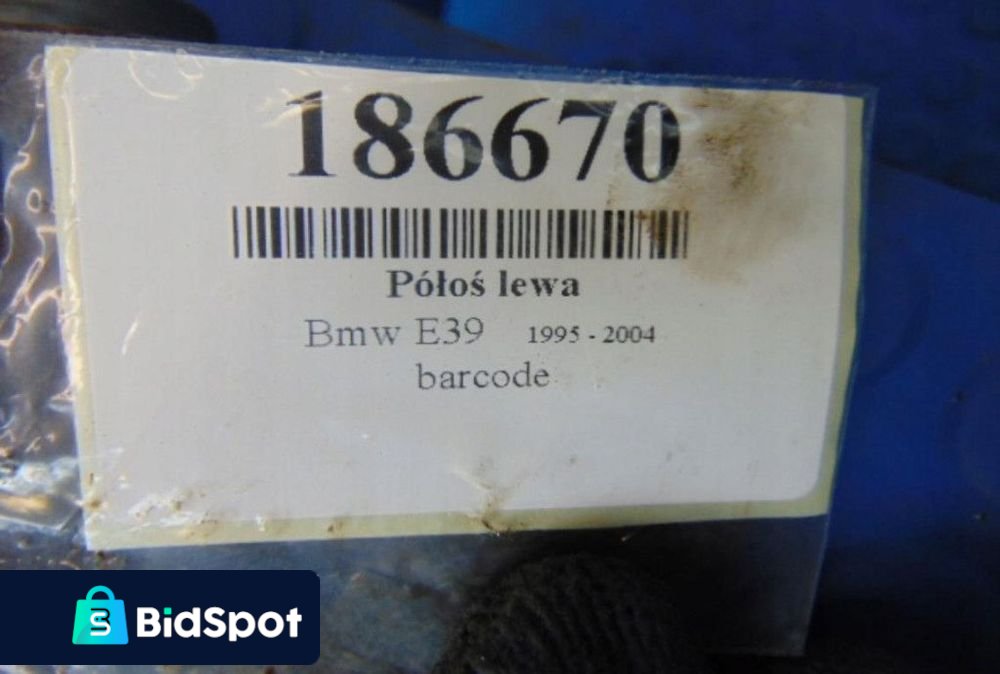 186670
Półoś lewa
Bmw E39 1995 - 2004
barcode
BidSpot